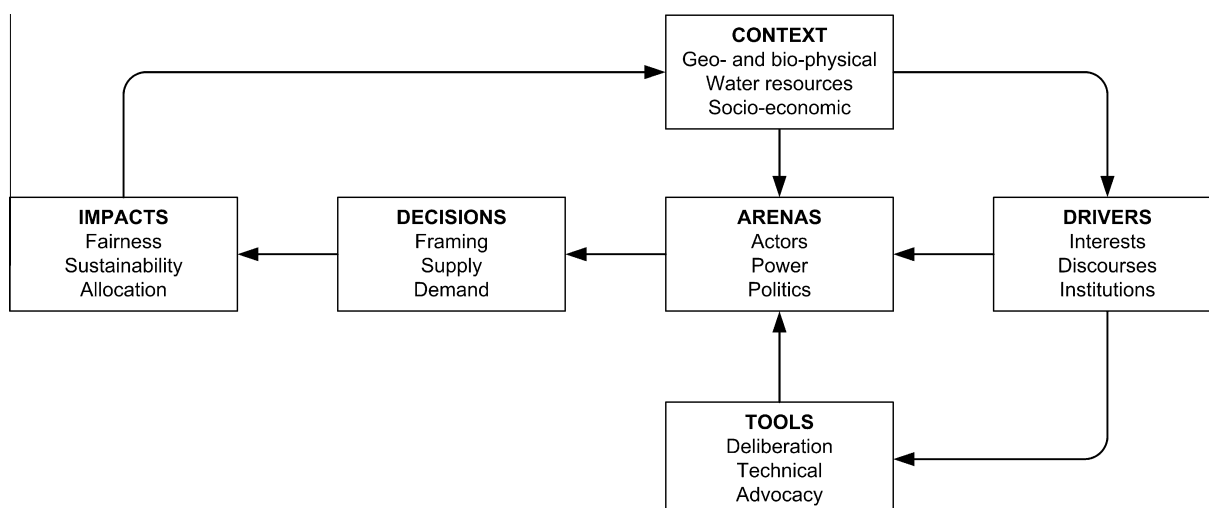 CONTEXT
Geo- and bio-physical
Water resources
Socio-economic
IMPACTS
Fairness
Sustainability
Allocation
DECISIONS
Framing
Supply
Demand
ARENAS
Actors
Power
Politics
DRIVERS
Interests
Discourses
Institutions
TOOLS
Deliberation
Technical
Advocacy